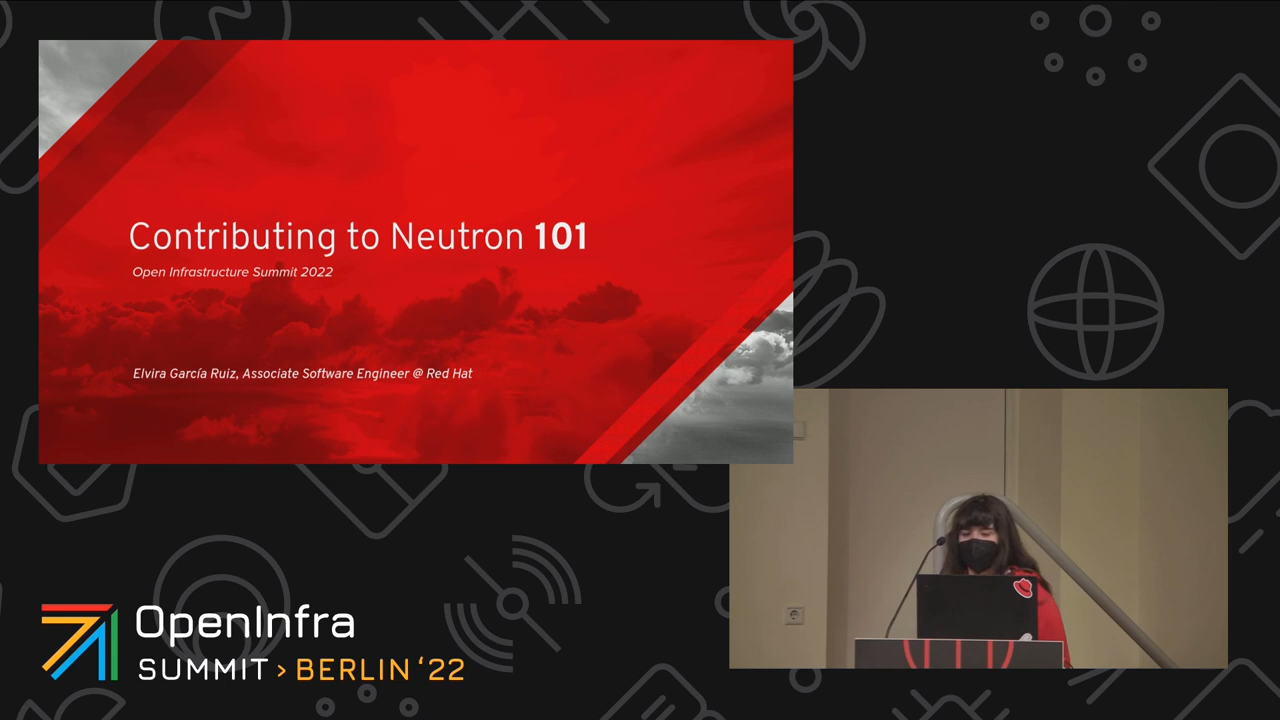 Contributing to Neutron 101
Open Infrastructure Summit 2022
Elvira García Ruiz, Associate Software Engineer @ Red Hat
OpenInfra
SUMMIT > BERLIN ‘22